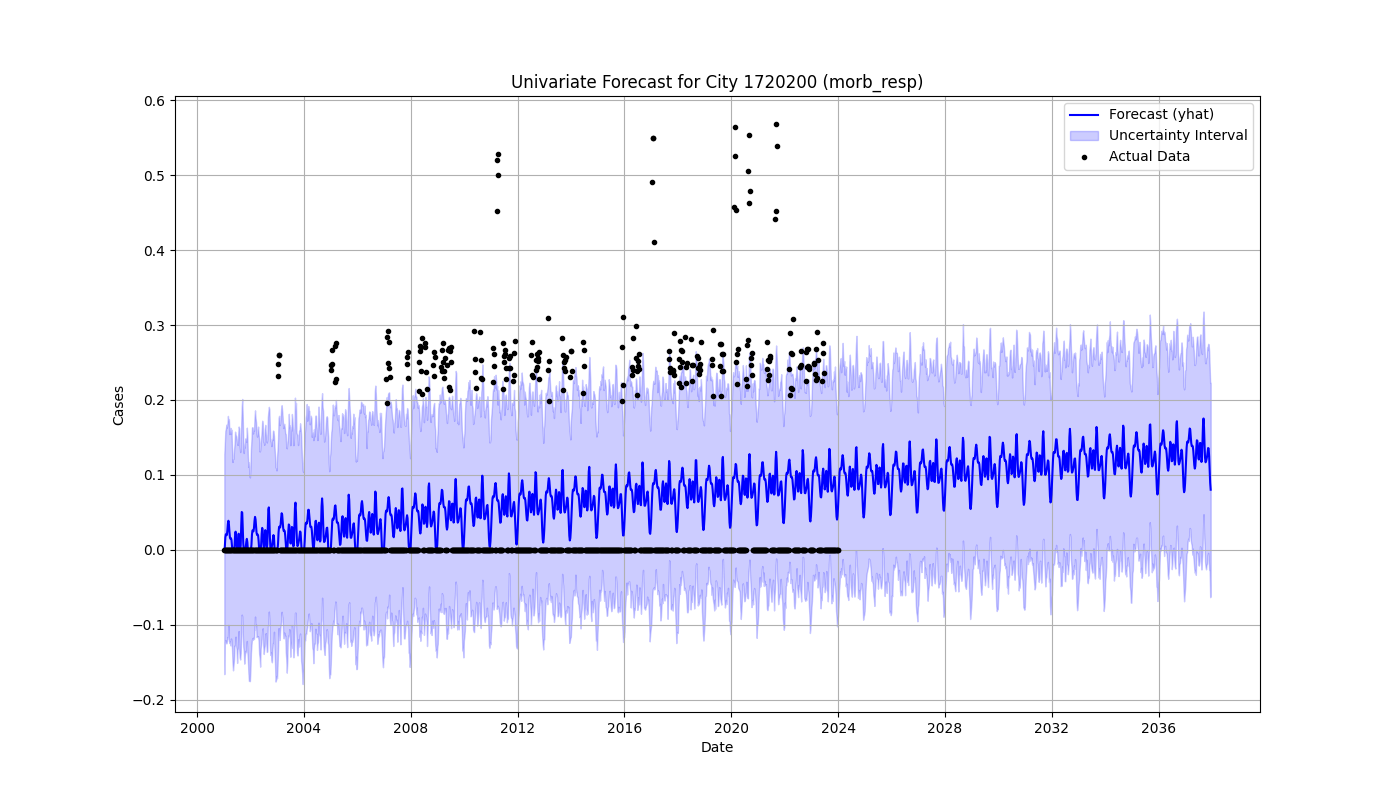 Univariate Forecast for City 1720200 (morb_resp)
Forecast (yhat)
Uncertainty Interval
Actual Data
0.6
0.5
0.4
0.3
0.2
0.1
0.0
−0.1
−0.2
Cases
2000 2004 2008 2012 2016 2020 2024 2028 2032 2036
Date